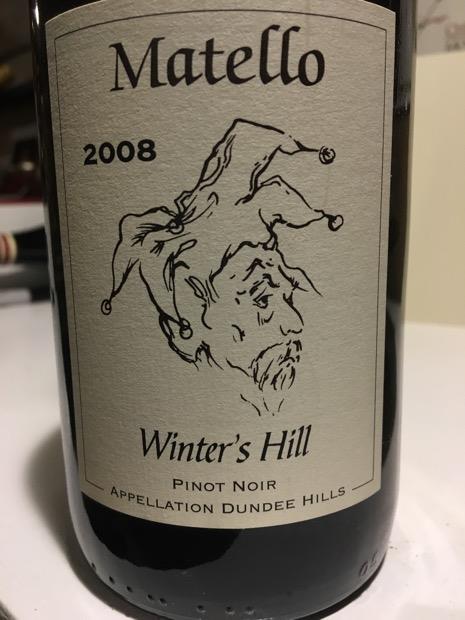 Matello
2008
Winter's Hill
PINOT NOIR
APPELLATION DUNDEE HILLS